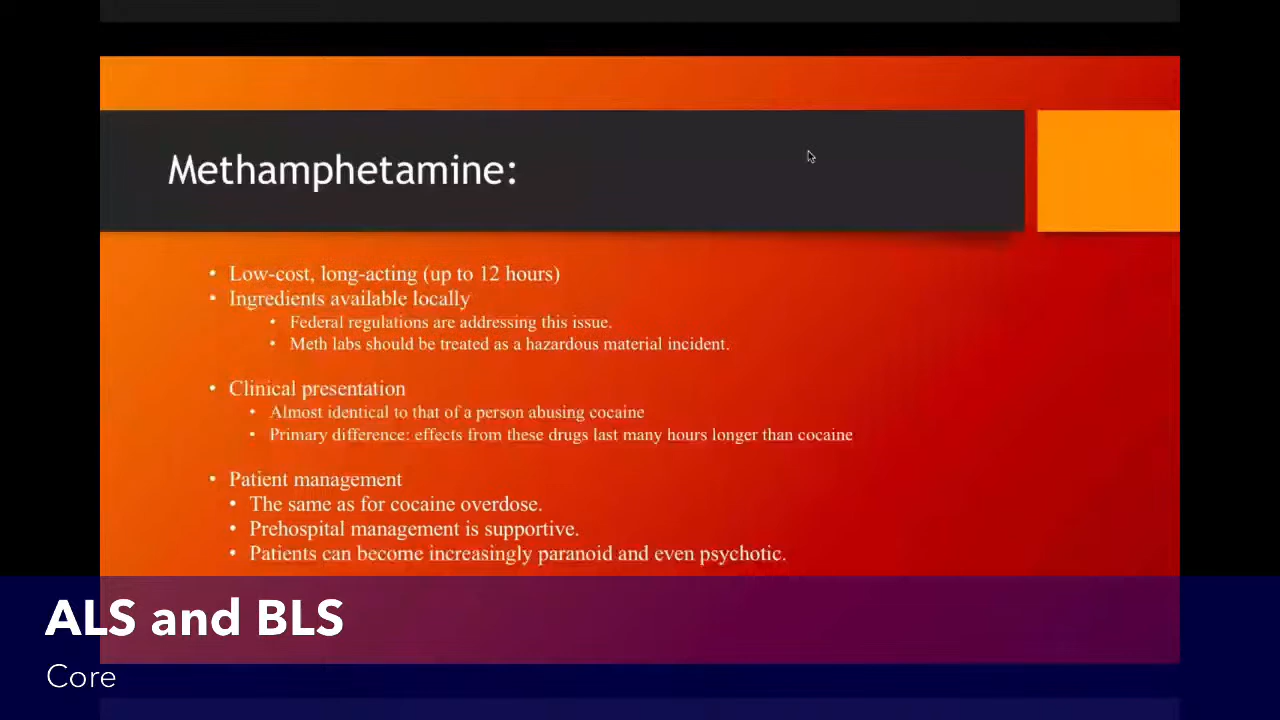 Methamphetamine:
• Low-cost, long-acting (up to 12 hours)
• Ingredients available locally
• Federal regulations are addressing this issue.
• Meth labs should be treated as a hazardous material incident.
• Clinical presentation
• Almost identical to that of a person abusing cocaine
• Primary difference: effects from these drugs last many hours longer than cocaine
• Patient management
• The same as for cocaine overdose.
• Prehospital management is supportive.
• Patients can become increasingly paranoid and even psychotic.
ALS and BLS
Core